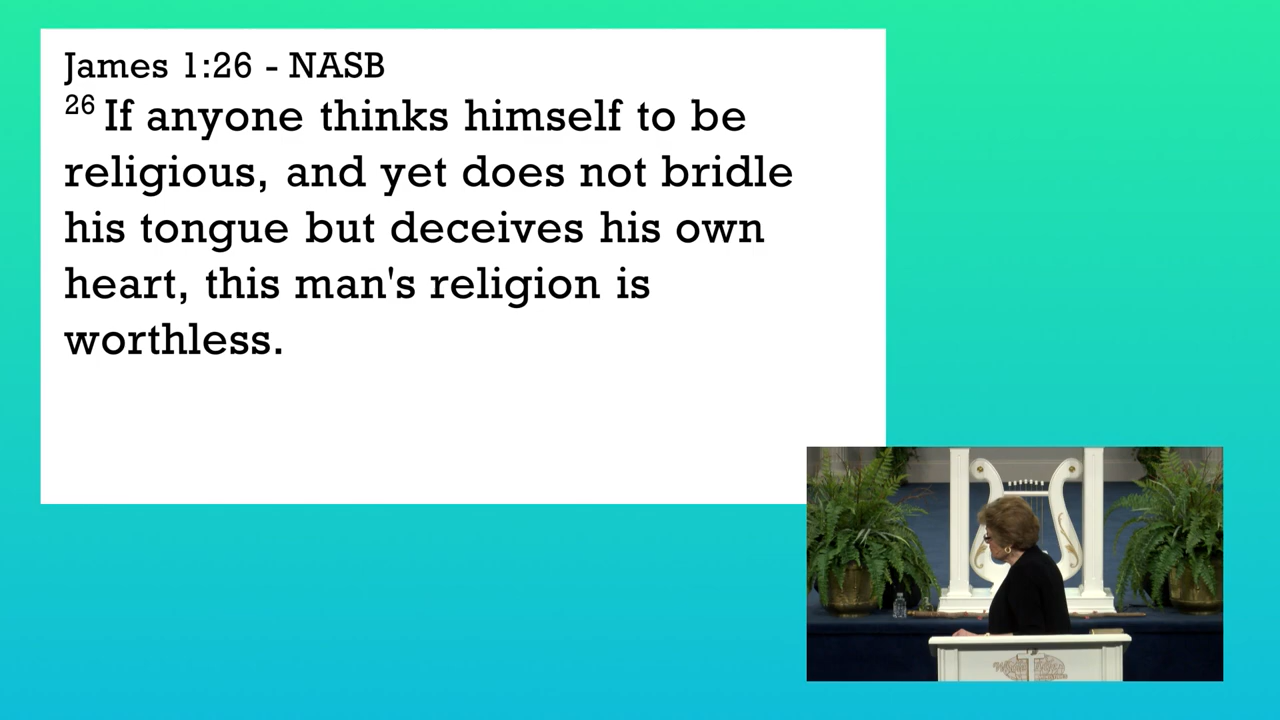 James 1:26 - NASB
26 If anyone thinks himself to be
religious, and yet does not bridle
his tongue but deceives his own
heart, this man's religion is
worthless.